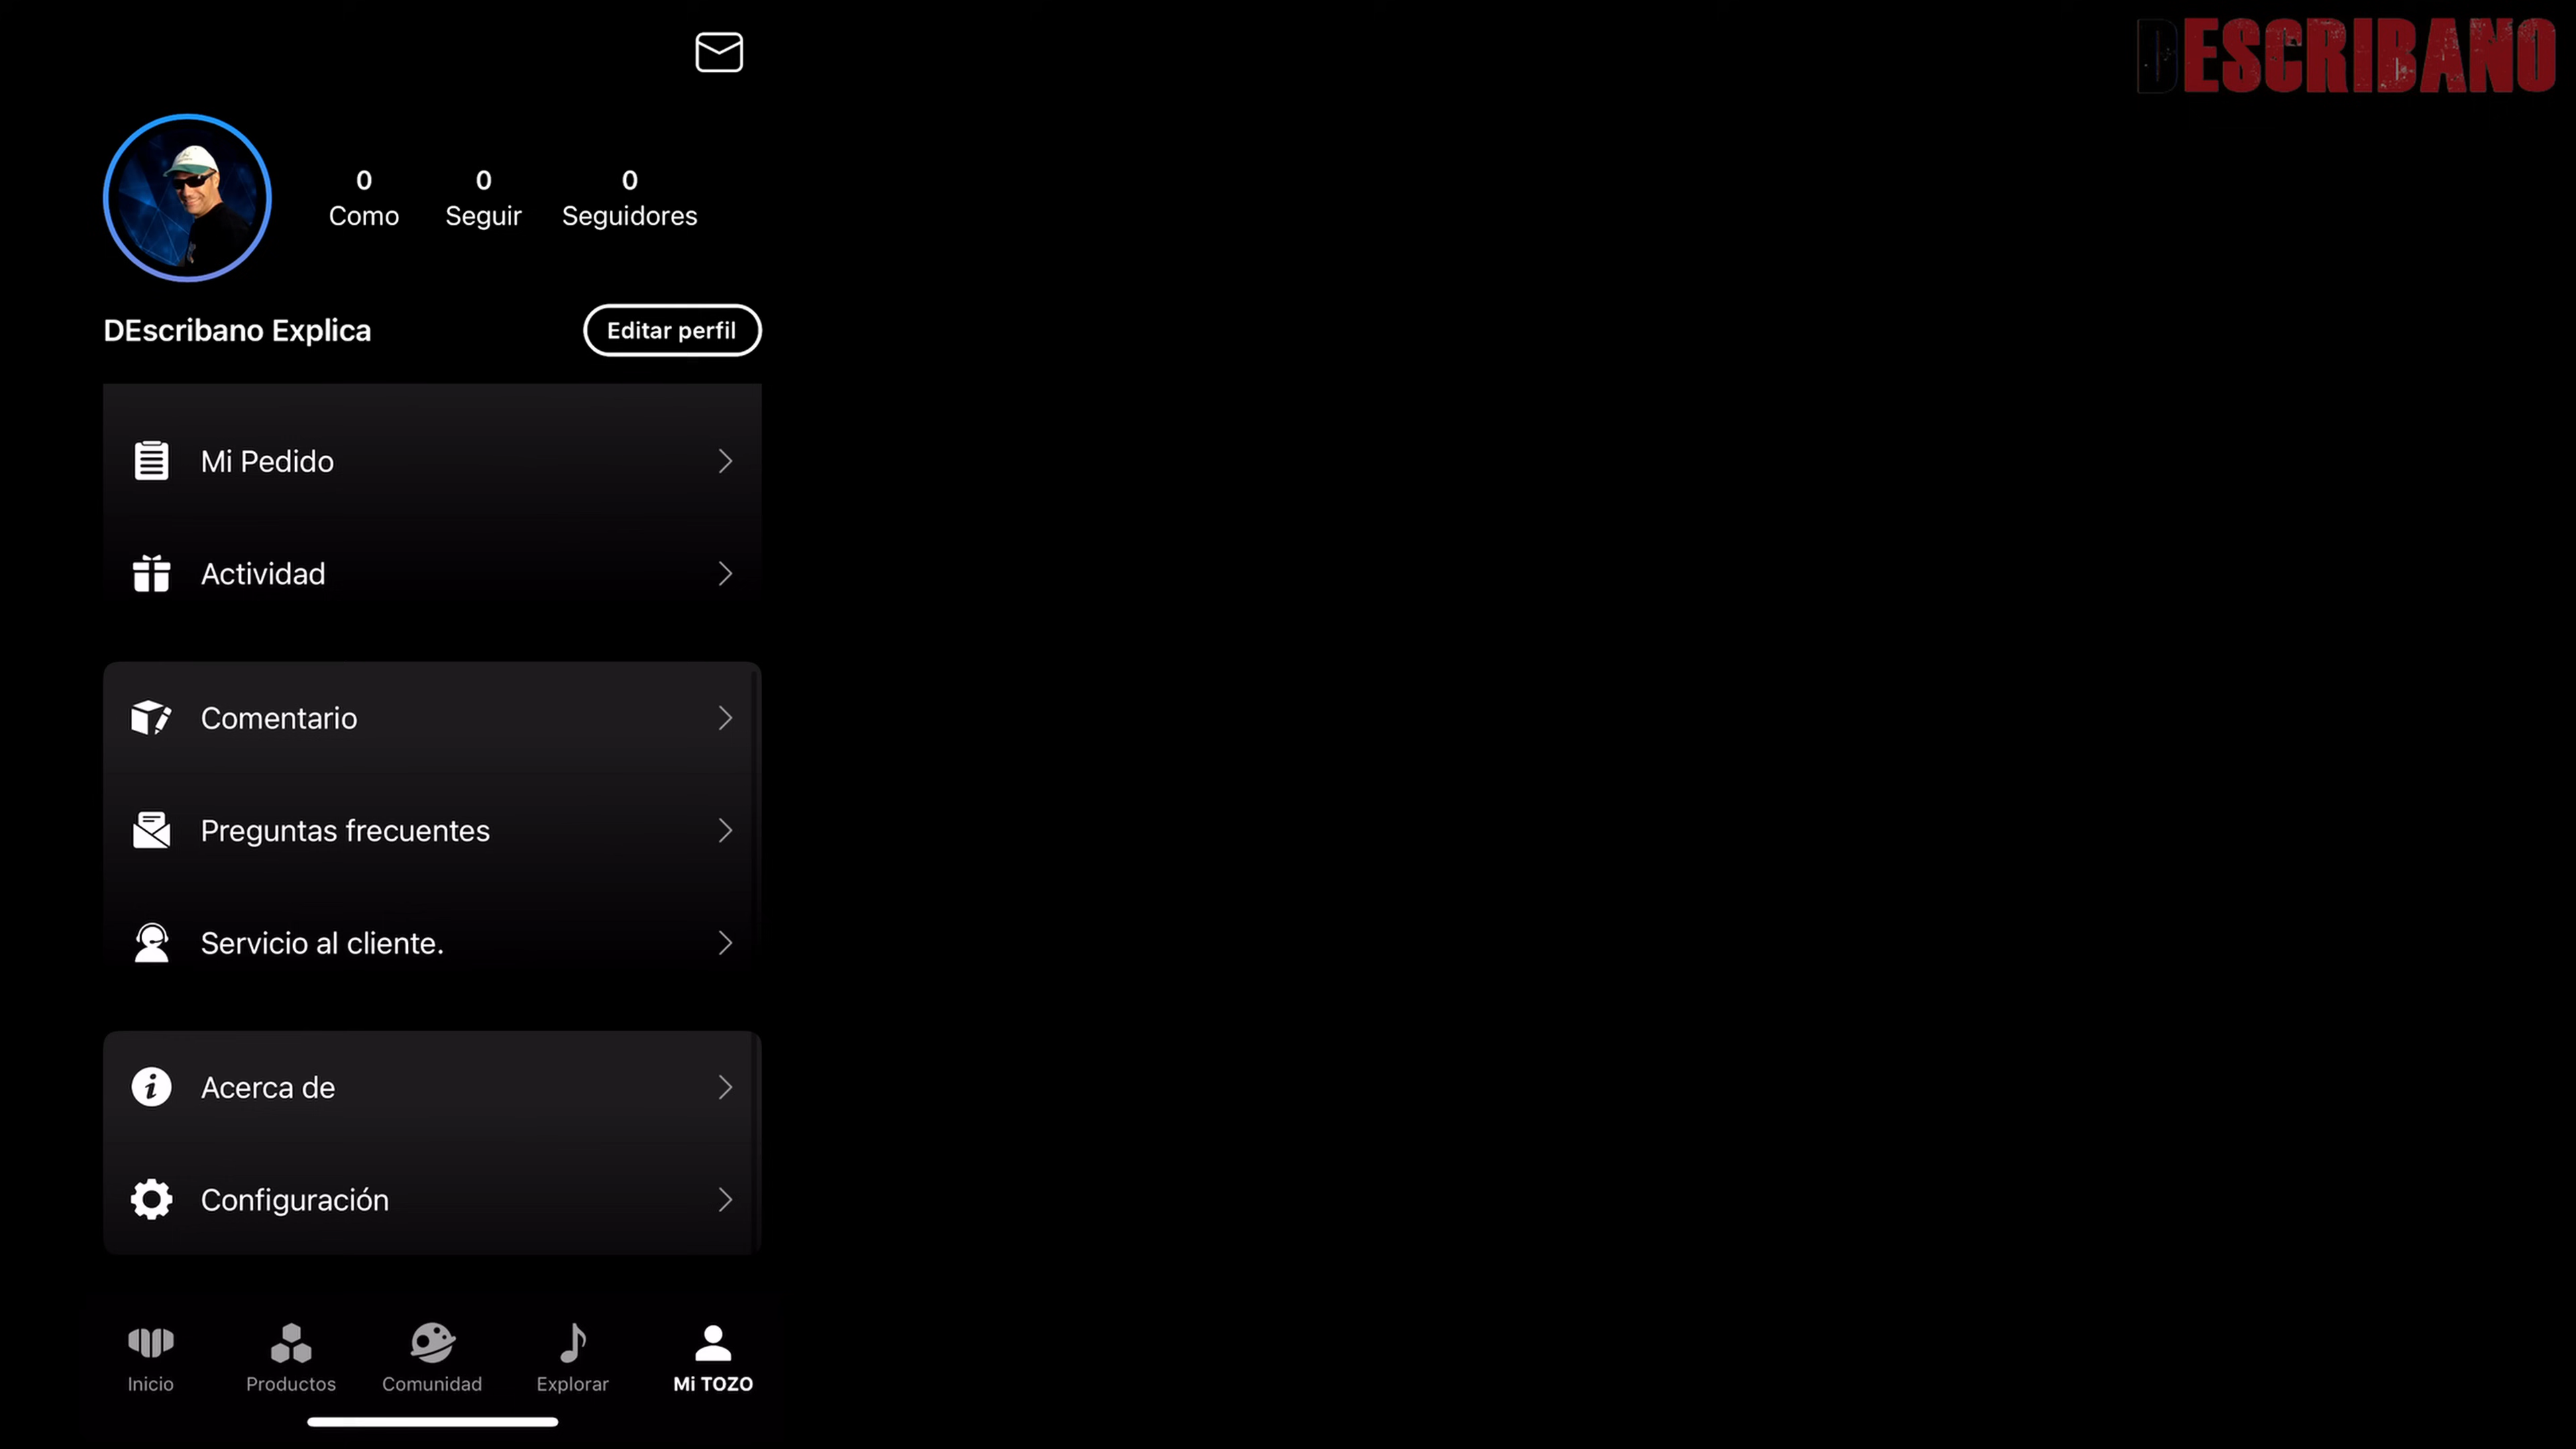 DESCRIBANO
0 0 0
Como Seguir Seguidores
DEscribano Explica
Editar perfil
Mi Pedido
Actividad
Comentario
Preguntas frecuentes
Servicio al cliente.
Acerca de
Configuración
Inicio Productos Comunidad Explorar Mi TOZO